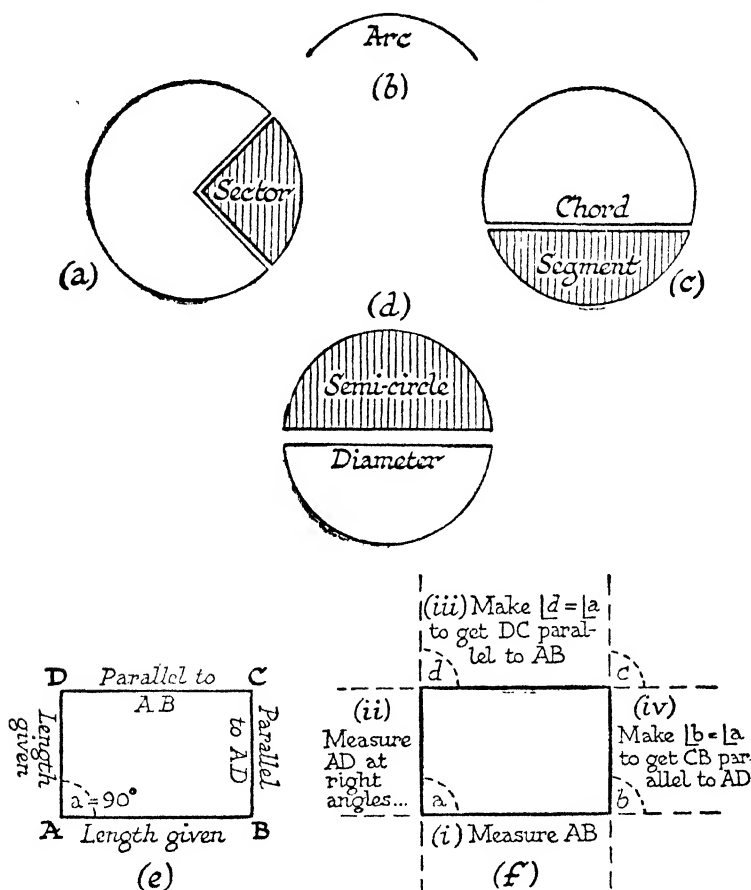 Arc
(b)
Sector
(a)
Chord
Segment
(c)
(d)
Semi-circle
Diameter
D
Parallel to
AB
C
Length
given
Parallel
to AD
a=90°
A
Length given
B
(e)
(iii) Make ⌊d = ⌊a
to get DC paral-
lel to AB
d
c
(ii)
Measure
AD at
right
angles...
(iv)
Make ⌊b = ⌊a
to get CB par-
allel to AD
a
b
(i) Measure AB
(f)